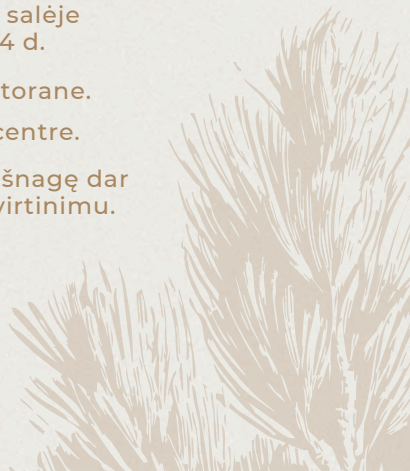 salėje
4 d.
torane.
centre.
šnagę dar
virtinimu.